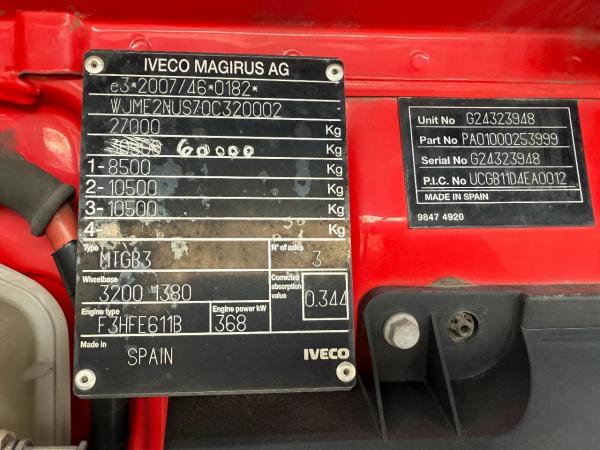 IVECO MAGIRUS AG
e3*2007/46*0182*
WJME2NUS70C320002
27000 Kg
60000 Kg
1- 8500 Kg
2- 10500 Kg
3- 10500 Kg
4- Kg
Type N° of axles
MTGB3 3
Wheelbase Corrected absorption value
3200 1380 0.344
Engine type Engine power kW
F3HFE611B 368
Made in
SPAIN IVECO
Unit No G24323948
Part No PA01000253999
Serial No G24323948
P.I.C. No UCGB11D4EA0012
MADE IN SPAIN
9847 4920